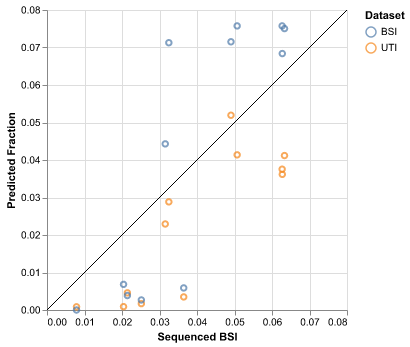 Dataset
BSI
UTI
Predicted Fraction
0.08
0.07
0.06
0.05
0.04
0.03
0.02
0.01
0.00
0.00 0.01 0.02 0.03 0.04 0.05 0.06 0.07 0.08
Sequenced BSI